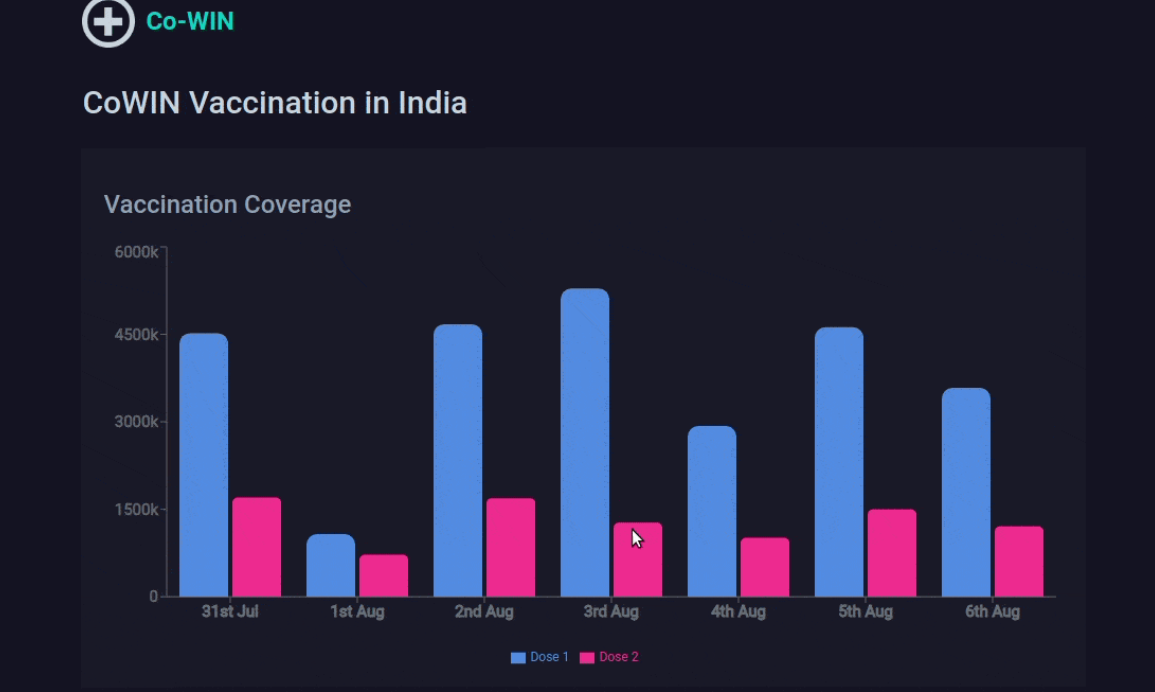 Co-WIN
CoWIN Vaccination in India
Vaccination Coverage
6000k
4500k
3000k
1500k
0
31st Jul 1st Aug 2nd Aug 3rd Aug 4th Aug 5th Aug 6th Aug
Dose 1 Dose 2